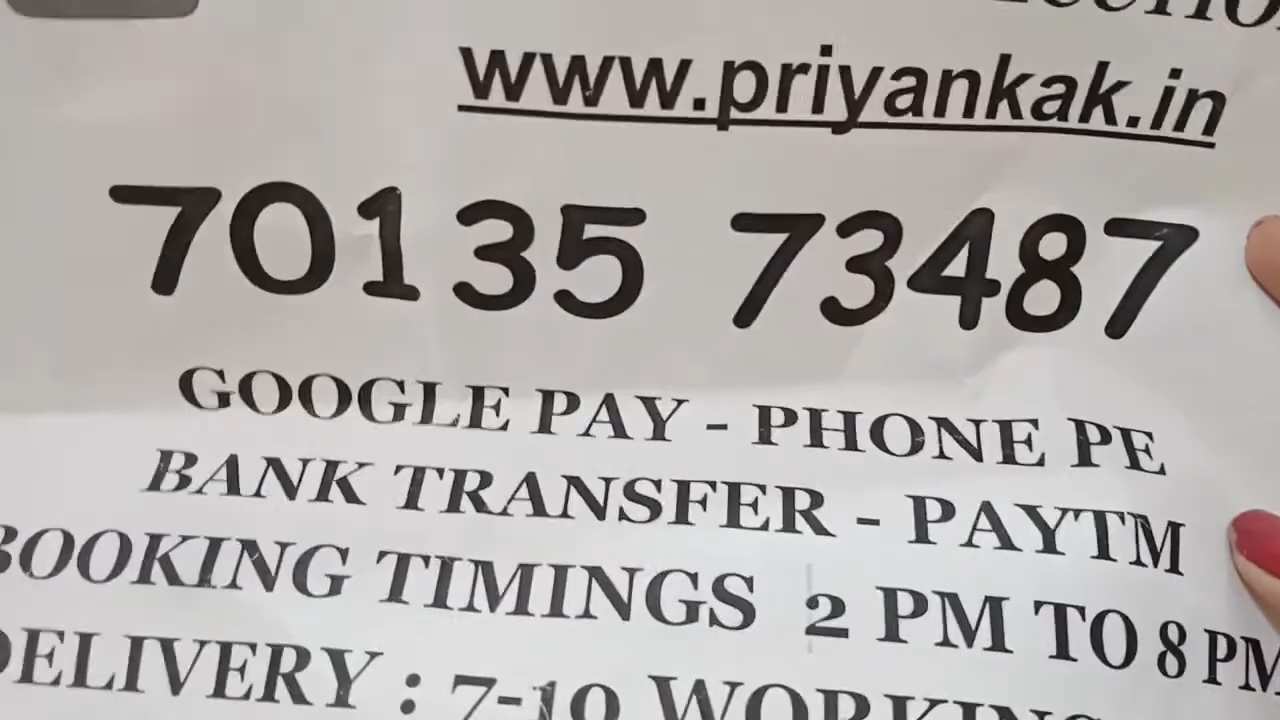 www.priyankak.in
70135 73487
GOOGLE PAY - PHONE PE
BANK TRANSFER - PAYTM
BOOKING TIMINGS 2 PM TO 8 PM
DELIVERY : 7-10 WORKING